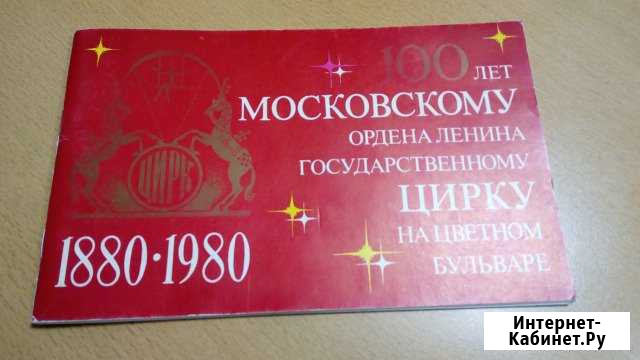 100 ЛЕТ
МОСКОВСКОМУ
ОРДЕНА ЛЕНИНА
ГОСУДАРСТВЕННОМУ
ЦИРКУ
НА ЦВЕТНОМ
БУЛЬВАРЕ
ЦИРК
1880·1980
Интернет-
Кабинет.Ру